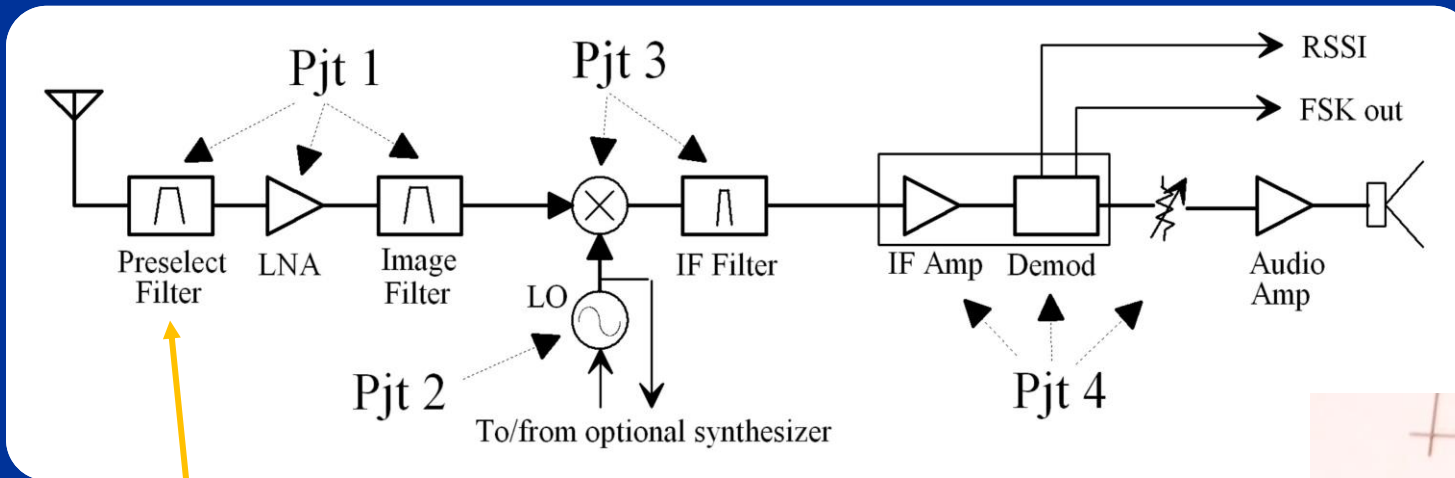 Pjt 1
Pjt 3
RSSI
FSK out
Preselect
Filter
LNA
Image
Filter
LO
IF Filter
IF Amp
Demod
Audio
Amp
Pjt 2
Pjt 4
To/from optional synthesizer